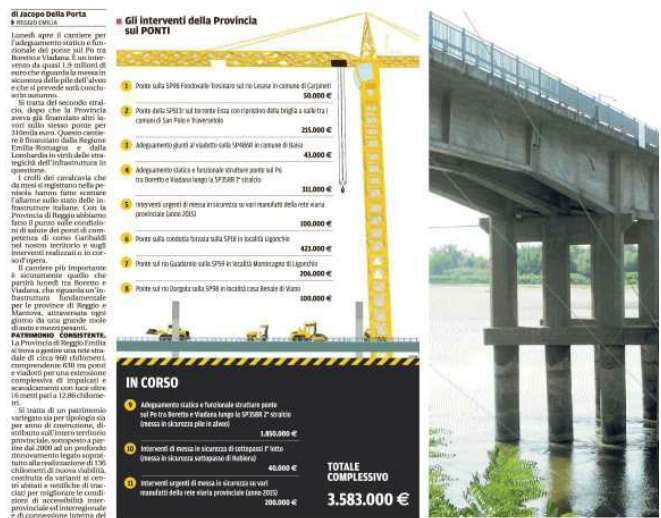 di Jacopo Della Porta
▶ REGGIO EMILIA
Lunedì apre il cantiere per
l'adeguamento statico e fun-
zionale del ponte sul Po tra
Boretto e Viadana. È un inter-
vento da quasi 1,9 milioni di
euro che riguarda la messa in
sicurezza delle pile dell'alveo
e che si prevede sarà conclu-
so in autunno.
Si tratta del secondo stral-
cio, dopo che la Provincia
aveva già finanziato altri la-
vori sullo stesso ponte per
310mila euro. Questo cantie-
re è finanziato dalla Regione
Emilia-Romagna e dalla
Lombardia in virtù delle stra-
tegicità dell'infrastruttura in
questione.
I crolli dei cavalcavia che
da mesi si registrano nella pe-
nisola hanno fatto scattare
l'allarme sullo stato delle in-
frastrutture italiane. Con la
Provincia di Reggio abbiamo
fatto il punto sulle condizio-
ni di salute dei ponti di com-
petenza di corso Garibaldi
nel nostro territorio e sugli
interventi realizzati o in cor-
so d'opera.
Il cantiere più importante
è sicuramente quello che
partirà lunedì tra Boretto e
Viadana, che riguarda un'in-
frastruttura fondamentale
per le province di Reggio e
Mantova, attraversata ogni
giorno da una grande mole
di auto e mezzi pesanti.
PATRIMONIO CONSISTENTE.
La Provincia di Reggio Emilia
si trova a gestire una rete stra-
dale di circa 960 chilometri,
comprendente 630 tra ponti
e viadotti per una estensione
complessiva di impalcati e
scavalcamenti con luce oltre
16 metri pari a 12,86 chilome-
tri.
Si tratta di un patrimonio
variegato sia per tipologia sia
per anno di costruzione, di-
stribuito sull'intero territorio
provinciale, sottoposto a par-
tire dal 2000 ad un profondo
rinnovamento legato soprat-
tutto alla realizzazione di 136
chilometri di nuova viabilità,
costituita da varianti ai cen-
tri abitati e rettifiche di trac-
ciati per migliorare le condi-
zioni di accessibilità inter-
provinciale ed interregionale
e di connessione interna del
Gli interventi della Provincia
sui PONTI
1 Ponte sulla SP98 Fondovalle Tresinaro sul rio Lesase in comune di Carpineti
50.000 €
2 Ponte della SP513r sul torrente Enza con ripristino della briglia a valle tra i
comuni di San Polo e Traversetolo
215.000 €
3 Adeguamento giunti al viadotto sulla SP486R in comune di Baiso
43.000 €
4 Adeguamento statico e funzionale strutture ponte sul Po
tra Boretto e Viadana lungo la SP358R 1° stralcio
311.000 €
5 Interventi urgenti di messa in sicurezza su vari manufatti della rete viaria
provinciale (anno 2015)
100.000 €
6 Ponte sulla condotta forzata sulla SP18 in località Ligonchio
423.000 €
7 Ponte sul rio Guadarolo sulla SP59 in località Montecagno di Ligonchio
206.000 €
8 Ponte sul rio Dorgola sulla SP98 in località casa Benale di Viano
100.000 €
IN CORSO
9 Adeguamento statico e funzionale strutture ponte
sul Po tra Boretto e Viadana lungo la SP358R 2° stralcio
(messa in sicurezza pile in alveo)
1.850.000 €
10 Interventi di messa in sicurezza di sottopassi 1° lotto
(messa in sicurezza sottopasso di Rubiera)
40.000 €
11 Interventi urgenti di messa in sicurezza su vari
manufatti della rete viaria provinciale (anno 2015)
200.000 €
TOTALE
COMPLESSIVO
3.583.000 €